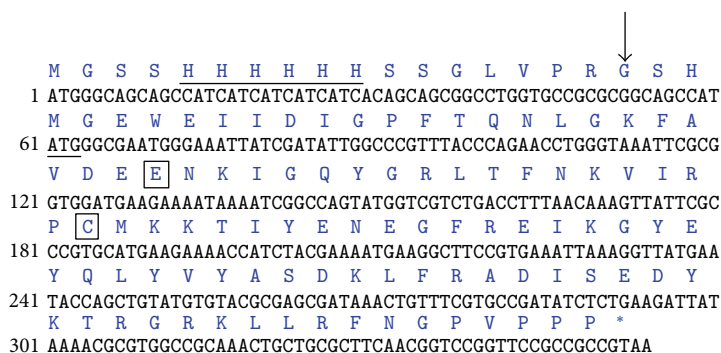 M G S S H H H H H H S S G L V P R G S H
1 ATGGGCAGCAGCCATCATCATCATCATCACAGCAGCGGCCTGGTGCCGCGCGGCAGCCAT
M G E W E I I D I G P F T Q N L G K F A
61 ATGGGCGAATGGGAAATTATCGATATTGGCCCGTTTACCCAGAACCTGGGTAAATTCGCG
V D E E N K I G Q Y G R L T F N K V I R
121 GTGGATGAAGAAAATAAAATCGGCCAGTATGGTCGTCTGACCTTTAACAAAGTTATTCGC
P C M K K T I Y E N E G F R E I K G Y E
181 CCGTGCATGAAGAAAACCATCTACGAAAATGAAGGCTTCCGTGAAATTAAAGGTTATGAA
Y Q L Y V Y A S D K L F R A D I S E D Y
241 TACCAGCTGTATGTGTACGCGAGCGATAAACTGTTTCGTGCCGATATCTCTGAAGATTAT
K T R G R K L L R F N G P V P P P *
301 AAAACGCGTGGCCGCAAACTGCTGCGCTTCAACGGTCCGGTTCCGCCGCCGTAA